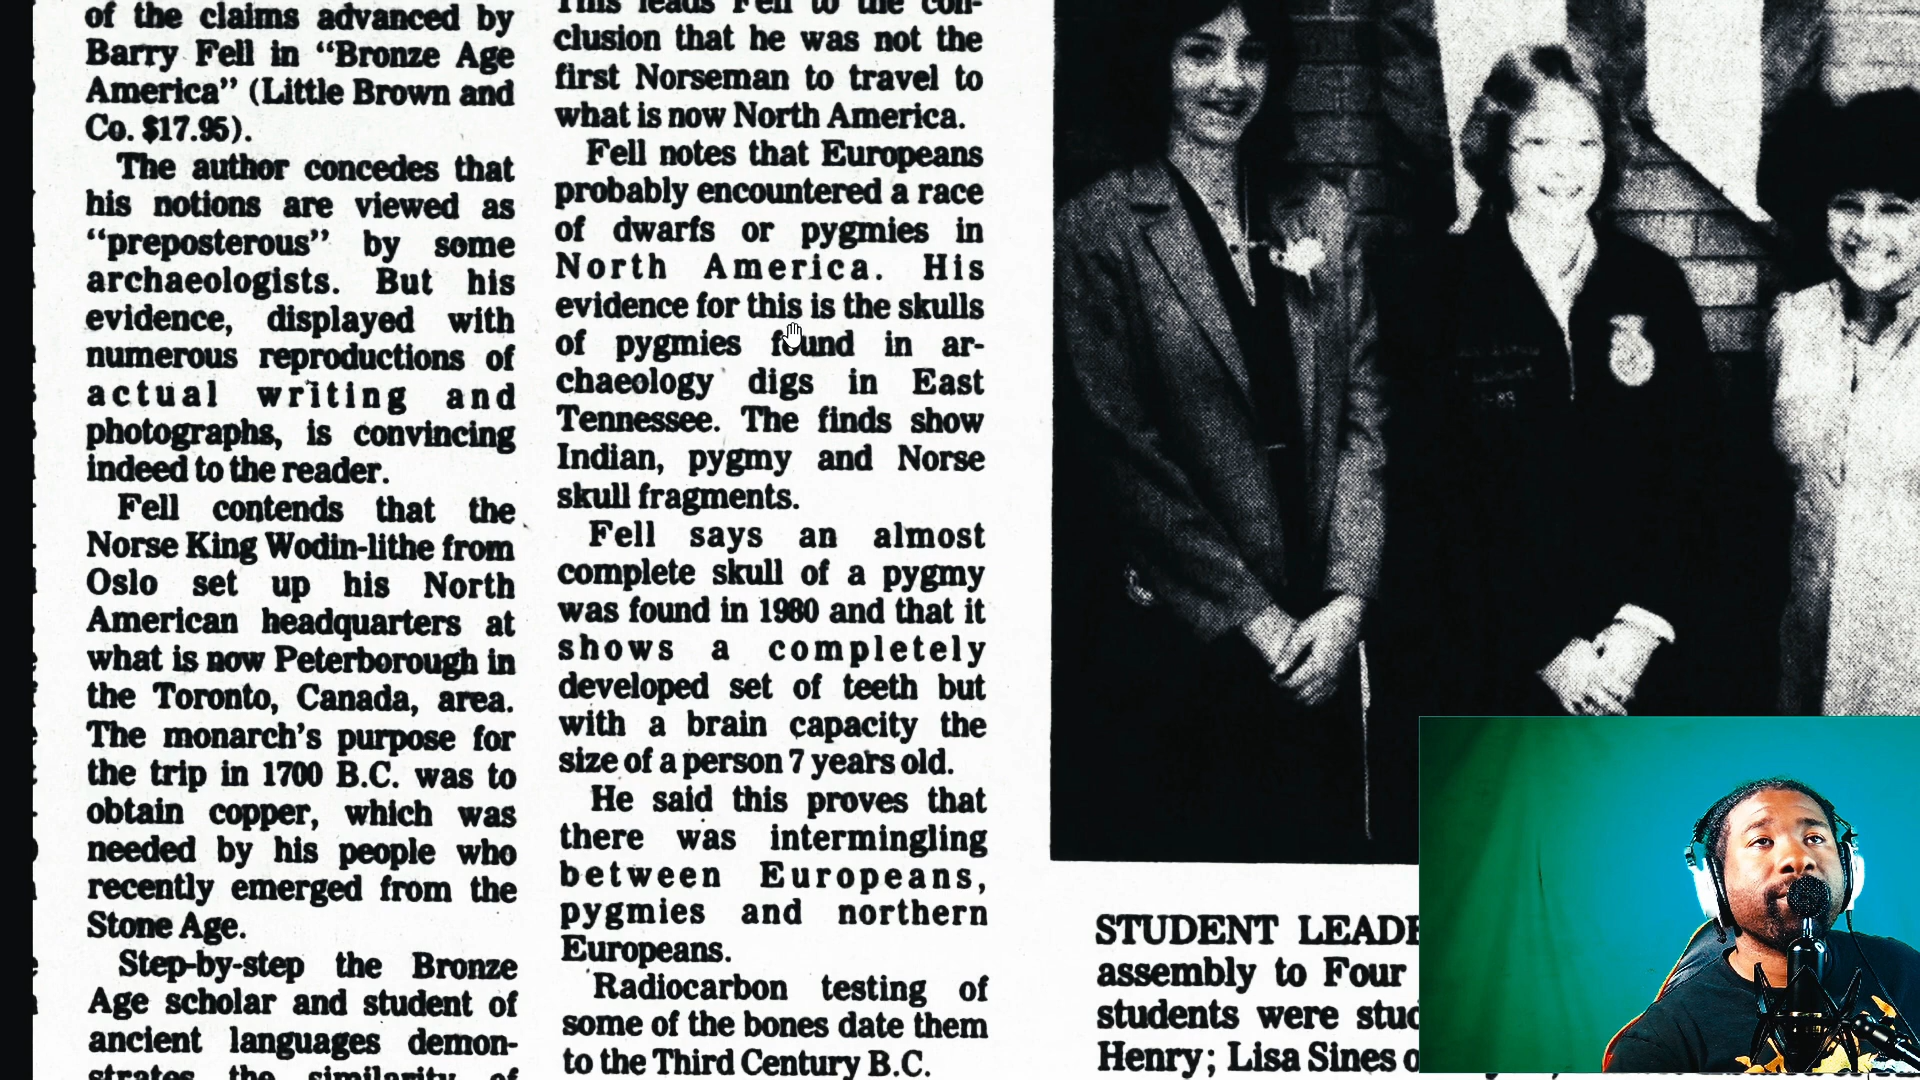 of the claims advanced by
Barry Fell in “Bronze Age
America” (Little Brown and
Co. $17.95).
The author concedes that
his notions are viewed as
“preposterous” by some
archaeologists. But his
evidence, displayed with
numerous reproductions of
actual writing and
photographs, is convincing
indeed to the reader.
Fell contends that the
Norse King Wodin-lithe from
Oslo set up his North
American headquarters at
what is now Peterborough in
the Toronto, Canada, area.
The monarch’s purpose for
the trip in 1700 B.C. was to
obtain copper, which was
needed by his people who
recently emerged from the
Stone Age.
Step-by-step the Bronze
Age scholar and student of
ancient languages demon-
strates the similarity of
This leads Fell to the con-
clusion that he was not the
first Norseman to travel to
what is now North America.
Fell notes that Europeans
probably encountered a race
of dwarfs or pygmies in
North America. His
evidence for this is the skulls
of pygmies found in ar-
chaeology digs in East
Tennessee. The finds show
Indian, pygmy and Norse
skull fragments.
Fell says an almost
complete skull of a pygmy
was found in 1980 and that it
shows a completely
developed set of teeth but
with a brain capacity the
size of a person 7 years old.
He said this proves that
there was intermingling
between Europeans,
pygmies and northern
Europeans.
Radiocarbon testing of
some of the bones date them
to the Third Century B.C.
STUDENT
assembly to Four
students were
Henry; Lisa Sines